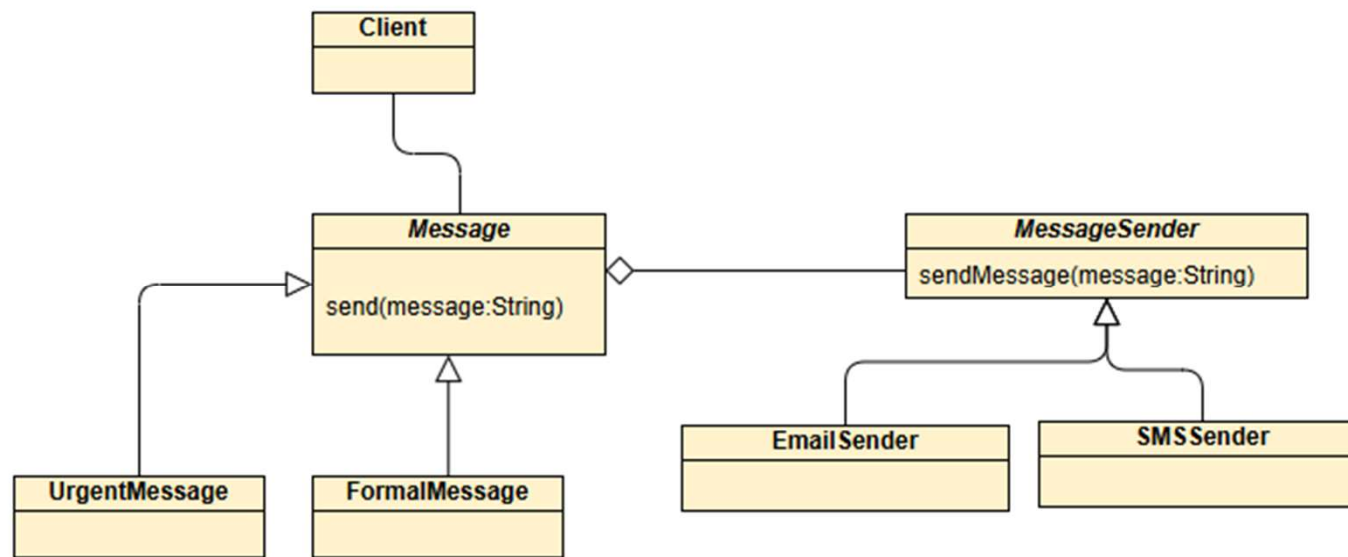 Client
Message
send(message:String)
MessageSender
sendMessage(message:String)
UrgentMessage
FormalMessage
EmailSender
SMSSender